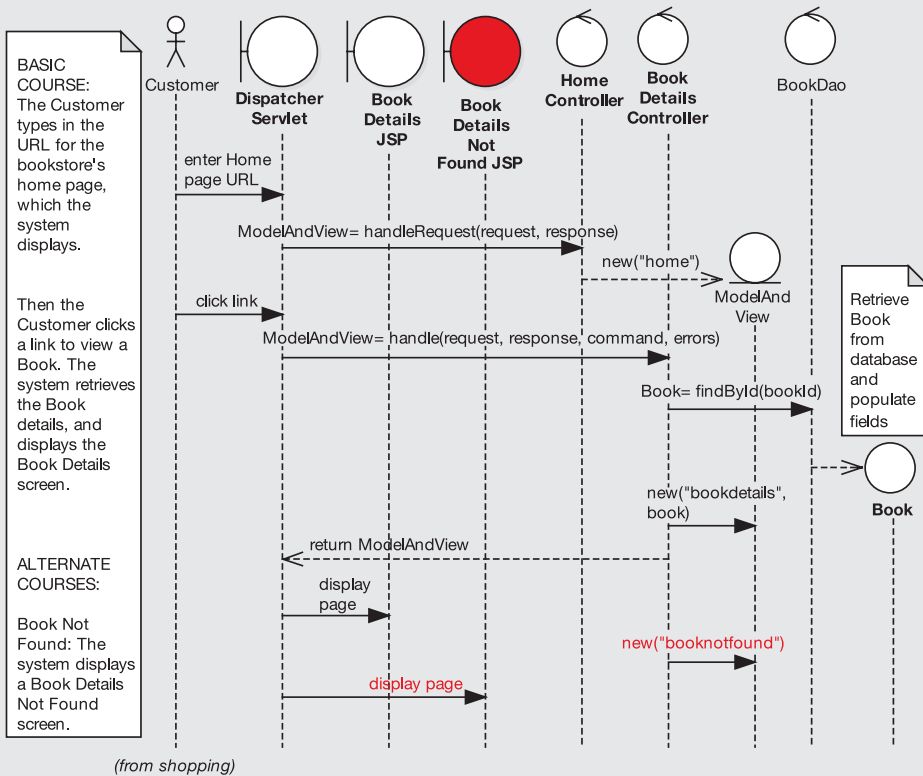 BASIC
COURSE:
The Customer
types in the
URL for the
bookstore's
home page,
which the
system
displays.
Then the
Customer clicks
a link to view a
Book. The
system retrieves
the Book
details, and
displays the
Book Details
screen.
ALTERNATE
COURSES:
Book Not
Found: The
system displays
a Book Details
Not Found
screen.
Customer
Dispatcher
Servlet
Book
Details
JSP
Book
Details
Not
Found JSP
Home
Controller
Book
Details
Controller
BookDao
enter Home
page URL
ModelAndView= handleRequest(request, response)
new("home")
ModelAnd
View
click link
ModelAndView= handle(request, response, command, errors)
Retrieve
Book
from
database
and
populate
fields
Book= findById(bookId)
Book
new("bookdetails",
book)
return ModelAndView
display
page
new("booknotfound")
display page
(from shopping)